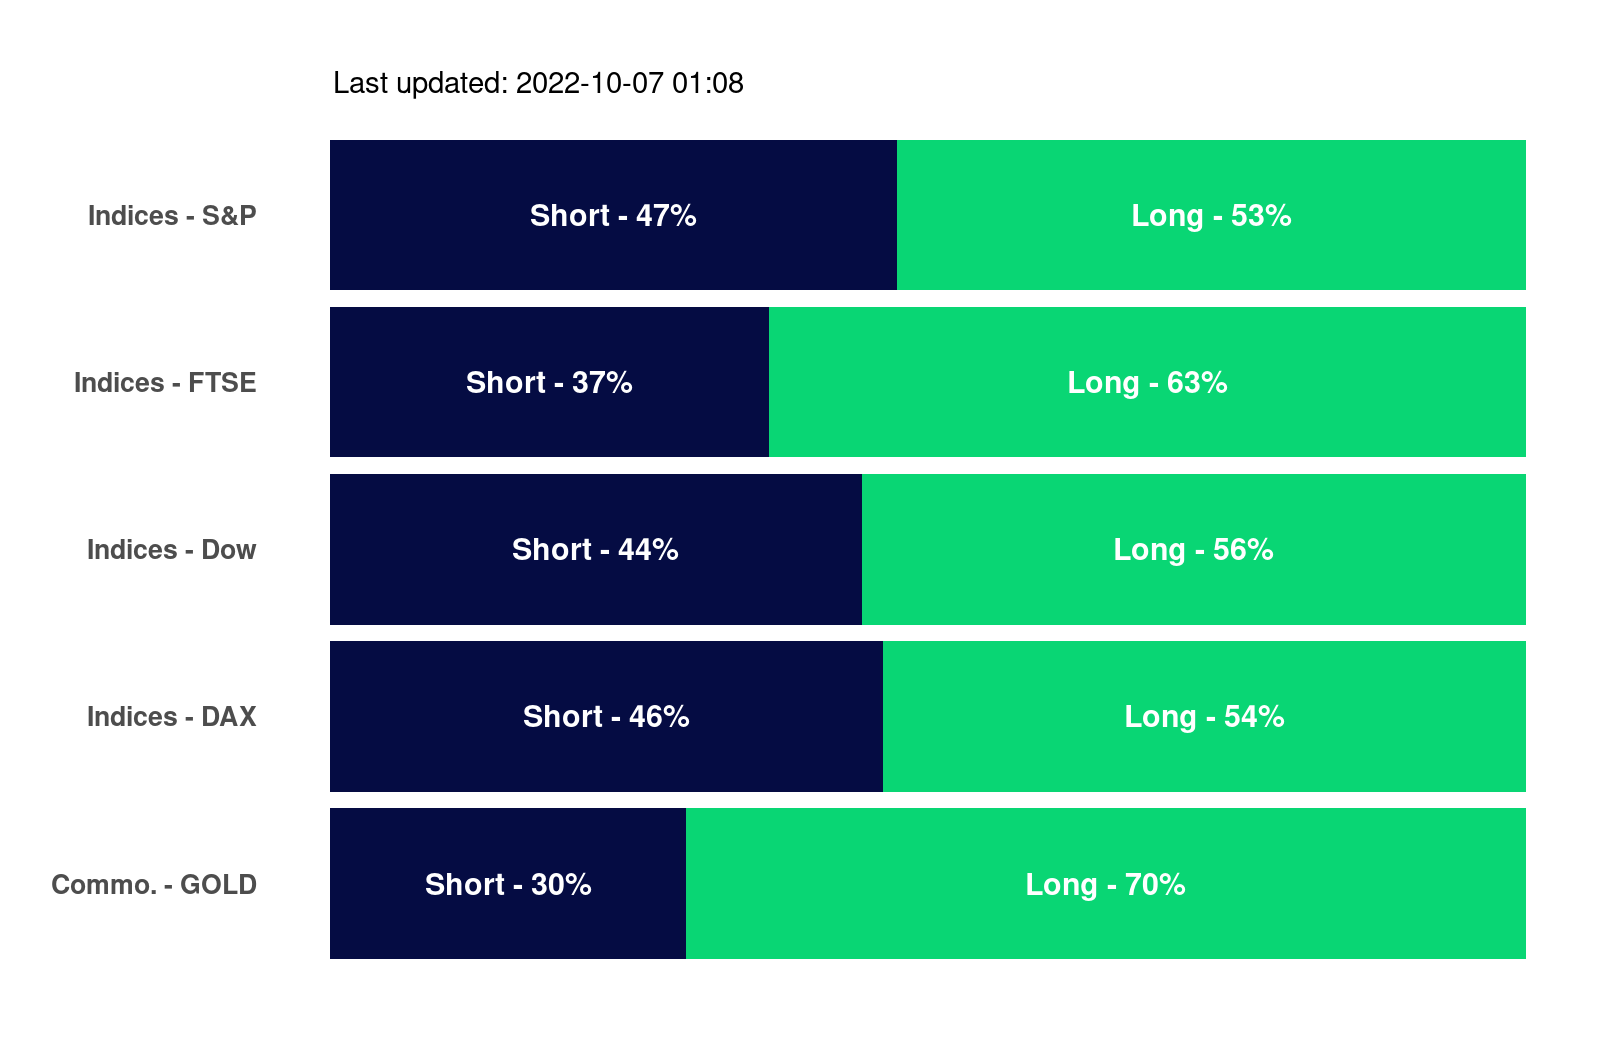 Last updated: 2022-10-07 01:08
Indices - S&P Short - 47% Long - 53%
Indices - FTSE Short - 37% Long - 63%
Indices - Dow Short - 44% Long - 56%
Indices - DAX Short - 46% Long - 54%
Commo. - GOLD Short - 30% Long - 70%